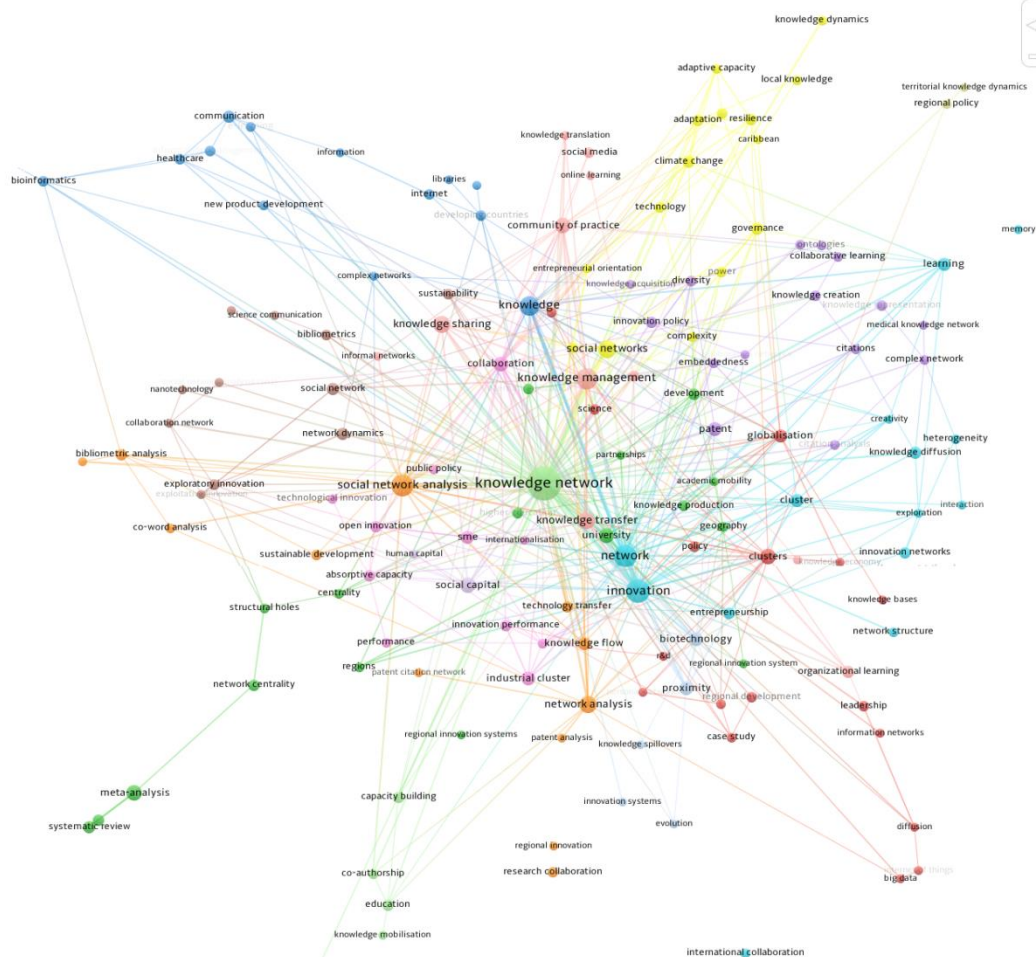 knowledge dynamics
adaptive capacity
local knowledge
territorial knowledge dynamics
regional policy
communication
adaptation
resilience
knowledge translation
caribbean
social media
information
healthcare
climate change
online learning
bioinformatics
libraries
internet
new product development
technology
developing countries
community of practice
governance
memory
ontologies
collaborative learning
learning
entrepreneurial orientation
power
complex networks
knowledge acquisition
diversity
sustainability
knowledge creation
knowledge
knowledge representation
science communication
knowledge sharing
innovation policy
medical knowledge network
bibliometrics
complexity
social networks
citations
informal networks
embeddedness
complex network
collaboration
knowledge management
nanotechnology
social network
development
science
creativity
collaboration network
network dynamics
patent
globalisation
citation analysis
heterogeneity
bibliometric analysis
partnerships
knowledge diffusion
public policy
exploratory innovation
social network analysis
knowledge network
academic mobility
exploitative innovation
technological innovation
knowledge production
cluster
interaction
exploration
co-word analysis
open innovation
knowledge transfer
geography
university
sme
internationalisation
sustainable development
human capital
network
policy
clusters
knowledge economy
innovation networks
absorptive capacity
social capital
centrality
innovation
knowledge bases
structural holes
technology transfer
entrepreneurship
innovation performance
network structure
performance
knowledge flow
biotechnology
r&d
regional innovation system
regions
patent citation network
organizational learning
industrial cluster
proximity
network centrality
regional development
network analysis
leadership
regional innovation systems
patent analysis
case study
information networks
knowledge spillovers
meta-analysis
capacity building
innovation systems
systematic review
evolution
diffusion
regional innovation
co-authorship
research collaboration
big data
education
knowledge mobilisation
international collaboration